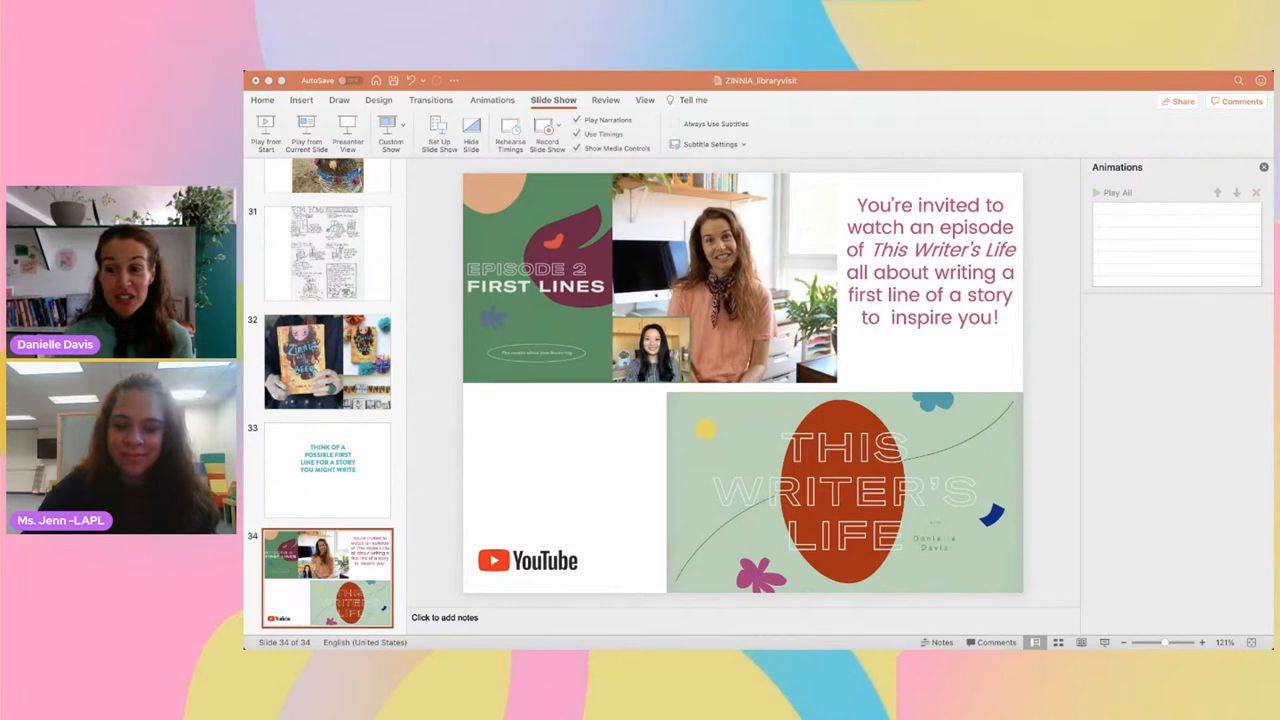 AutoSave
ZINNIA_libraryvisit
Home Insert Draw Design Transitions Animations Slide Show Review View Tell me
Share Comments
Play from Start
Play from Current Slide
Presenter View
Custom Show
Set Up Slide Show
Hide Slide
Rehearse Timings
Record Slide Show
Play Narrations
Use Timings
Show Media Controls
Always Use Subtitles
Subtitle Settings
31
32
33
THINK OF A
POSSIBLE FIRST
LINE FOR A STORY
YOU MIGHT WRITE
34
EPISODE 2
FIRST LINES
You're invited to
watch an episode
of This Writer's Life
all about writing a
first line of a story
to inspire you!
YouTube
THIS
WRITER'S
LIFE
Danielle
Davis
Animations
Play All
Danielle Davis
Ms. Jenn -LAPL
Click to add notes
Slide 34 of 34 English (United States)
Notes Comments 121%